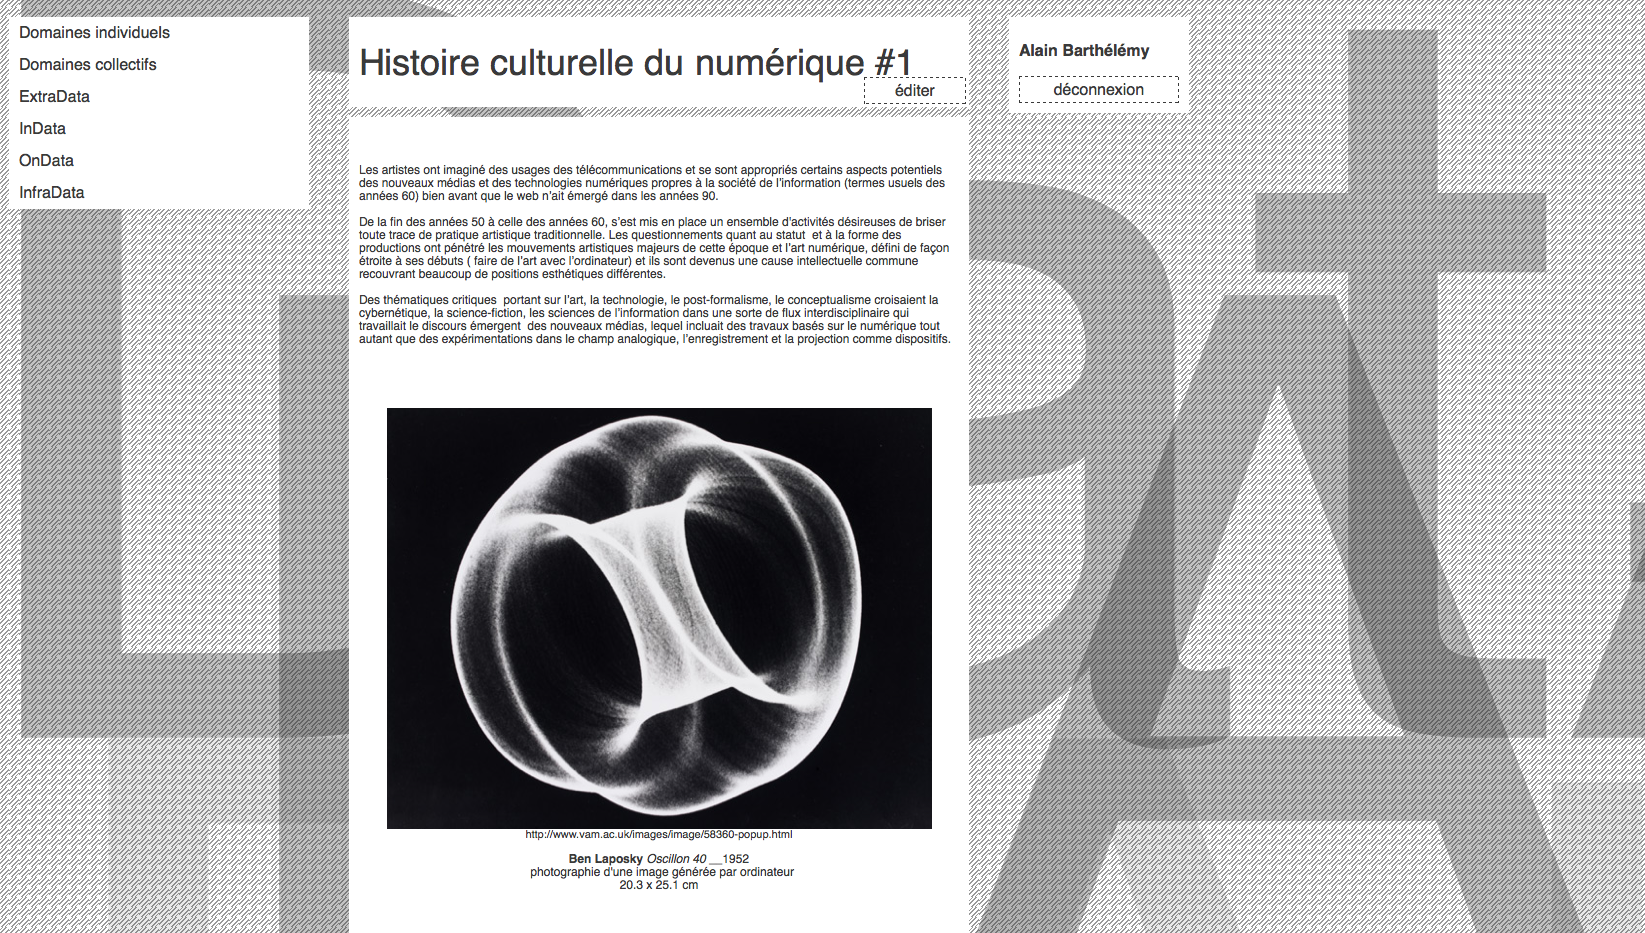 Domaines individuels
Domaines collectifs
ExtraData
InData
OnData
InfraData
Histoire culturelle du numérique #1
éditer
Alain Barthélémy
déconnexion
Les artistes ont imaginé des usages des télécommunications et se sont appropriés certains aspects potentiels
des nouveaux médias et des technologies numériques propres à la société de l'information (termes usuels des
années 60) bien avant que le web n'ait émergé dans les années 90.
De la fin des années 50 à celle des années 60, s'est mis en place un ensemble d'activités désireuses de briser
toute trace de pratique artistique traditionnelle. Les questionnements quant au statut  et à la forme des
productions ont pénétré les mouvements artistiques majeurs de cette époque et l'art numérique, défini de façon
étroite à ses débuts ( faire de l'art avec l'ordinateur) et ils sont devenus une cause intellectuelle commune
recouvrant beaucoup de positions esthétiques différentes.
Des thématiques critiques  portant sur l'art, la technologie, le post-formalisme, le conceptualisme croisaient la
cybernétique, la science-fiction, les sciences de l'information dans une sorte de flux interdisciplinaire qui
travaillait le discours émergent  des nouveaux médias, lequel incluait des travaux basés sur le numérique tout
autant que des expérimentations dans le champ analogique, l'enregistrement et la projection comme dispositifs.
http://www.vam.ac.uk/images/image/58360-popup.html
Ben Laposky Oscillon 40 __1952
photographie d'une image générée par ordinateur
20.3 x 25.1 cm